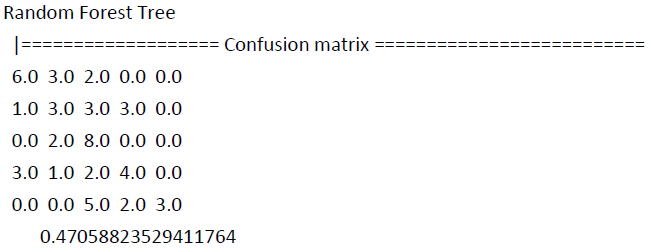 Random Forest Tree
|=================== Confusion matrix ==========================
6.0 3.0 2.0 0.0 0.0
1.0 3.0 3.0 3.0 0.0
0.0 2.0 8.0 0.0 0.0
3.0 1.0 2.0 4.0 0.0
0.0 0.0 5.0 2.0 3.0
0.47058823529411764